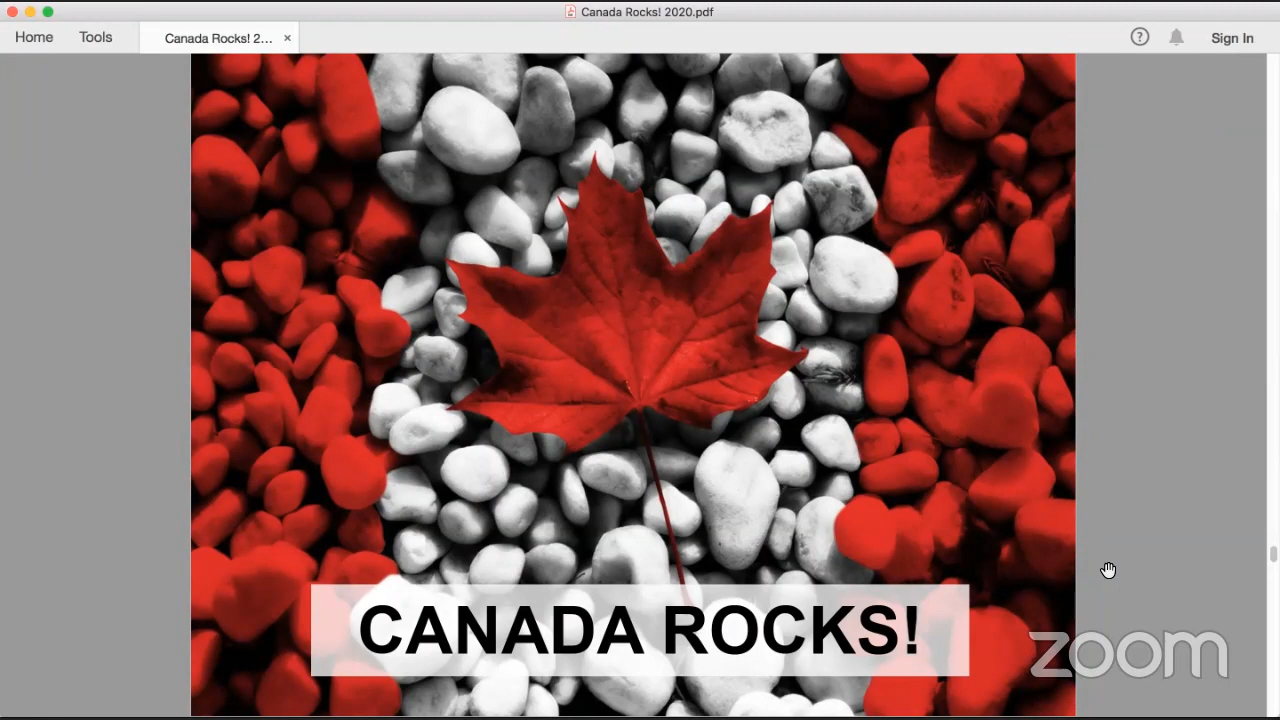 Canada Rocks! 2020.pdf
Home Tools Canada Rocks! 2... × ? Sign In
CANADA ROCKS!
zoom